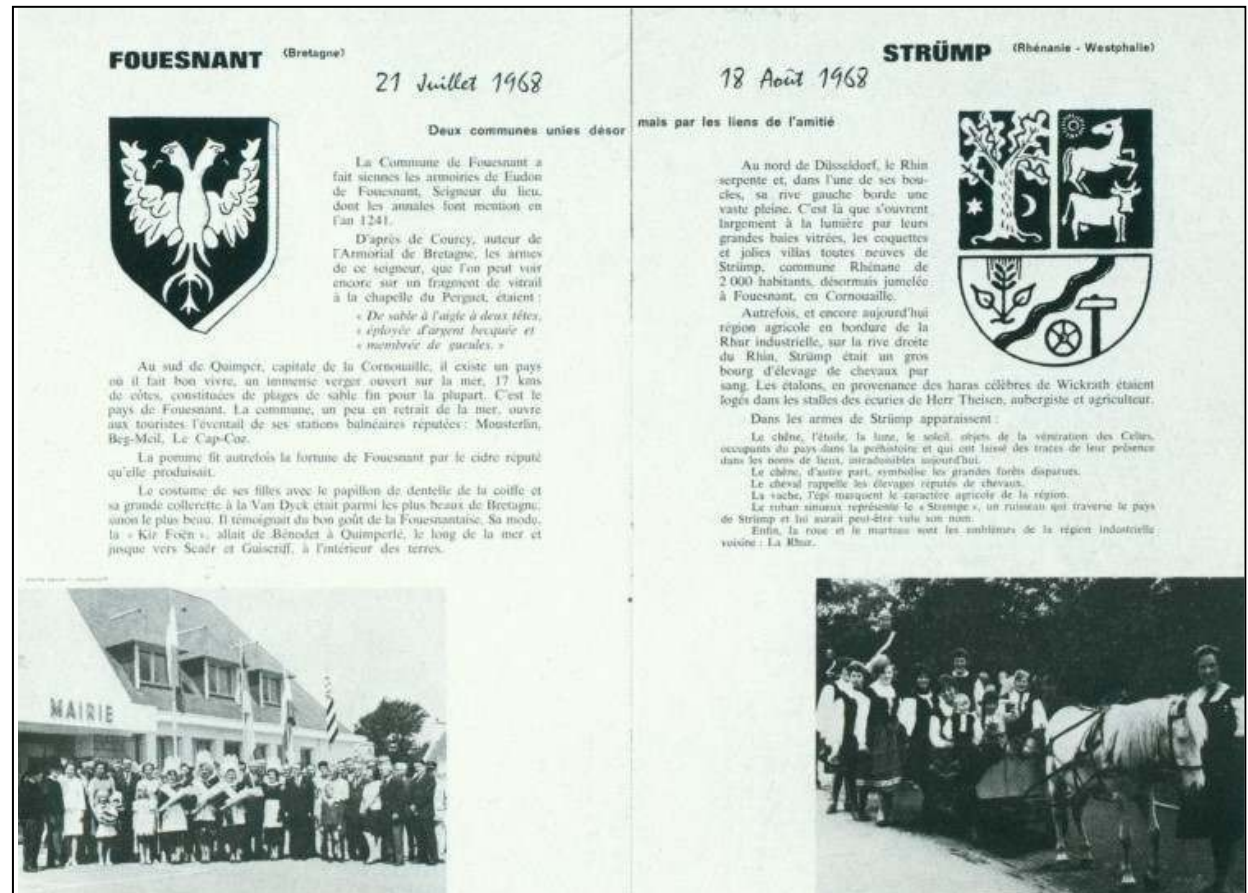 FOUESNANT (Bretagne)
21 Juillet 1968
Deux communes unies désor
La Commune de Fouesnant a
fait siennes les armoiries de Eudon
de Fouesnant, Seigneur du lieu,
dont les annales font mention en
l'an 1241.
D'après de Courcy, auteur de
l'Armorial de Bretagne, les armes
de ce seigneur, que l'on peut voir
encore sur un fragment de vitrail
à la chapelle du Perguet, étaient :
« De sable à l'aigle à deux têtes,
« éployée d'argent becquée et
« membrée de gueules. »
Au sud de Quimper, capitale de la Cornouaille, il existe un pays
où il fait bon vivre, un immense verger ouvert sur la mer, 17 kms
de côtes, constituées de plages de sable fin pour la plupart. C'est le
pays de Fouesnant. La commune, un peu en retrait de la mer, ouvre
aux touristes l'éventail de ses stations balnéaires réputées : Mousterlin,
Beg-Meil, Le Cap-Coz.
La pomme fit autrefois la fortune de Fouesnant par le cidre réputé
qu'elle produisait.
Le costume de ses filles avec le papillon de dentelle de la coiffe et
sa grande collerette à la Van Dyck était parmi les plus beaux de Bretagne,
sinon le plus beau. Il témoignait du bon goût de la Fouesnantaise. Sa mode,
la « Kiz Foën », allait de Bénodet à Quimperlé, le long de la mer et
jusque vers Scaër et Guiscriff, à l'intérieur des terres.
MAIRIE
STRÜMP (Rhénanie - Westphalie)
18 Août 1968
mais par les liens de l'amitié
Au nord de Düsseldorf, le Rhin
serpente et, dans l'une de ses bou-
cles, sa rive gauche borde une
vaste pleine. C'est là que s'ouvrent
largement à la lumière par leurs
grandes baies vitrées, les coquettes
et jolies villas toutes neuves de
Strümp, commune Rhénane de
2 000 habitants, désormais jumelée
à Fouesnant, en Cornouaille.
Autrefois, et encore aujourd'hui
région agricole en bordure de la
Rhur industrielle, sur la rive droite
du Rhin, Strümp était un gros
bourg d'élevage de chevaux pur
sang. Les étalons, en provenance des haras célèbres de Wickrath étaient
logés dans les stalles des écuries de Herr Theisen, aubergiste et agriculteur.
Dans les armes de Strümp apparaissent :
Le chêne, l'étoile, la lune, le soleil, objets de la vénération des Celtes,
occupants du pays dans la préhistoire et qui ont laissé des traces de leur présence
dans les noms de lieux, intraduisibles aujourd'hui.
Le chêne, d'autre part, symbolise les grandes forêts disparues.
Le cheval rappelle les élevages réputés de chevaux.
La vache, l'épi marquent le caractère agricole de la région.
Le ruban sinueux représente le « Strempe », un ruisseau qui traverse le pays
de Strümp et lui aurait peut-être valu son nom.
Enfin, la roue et le marteau sont les emblèmes de la région industrielle
voisine : La Rhur.